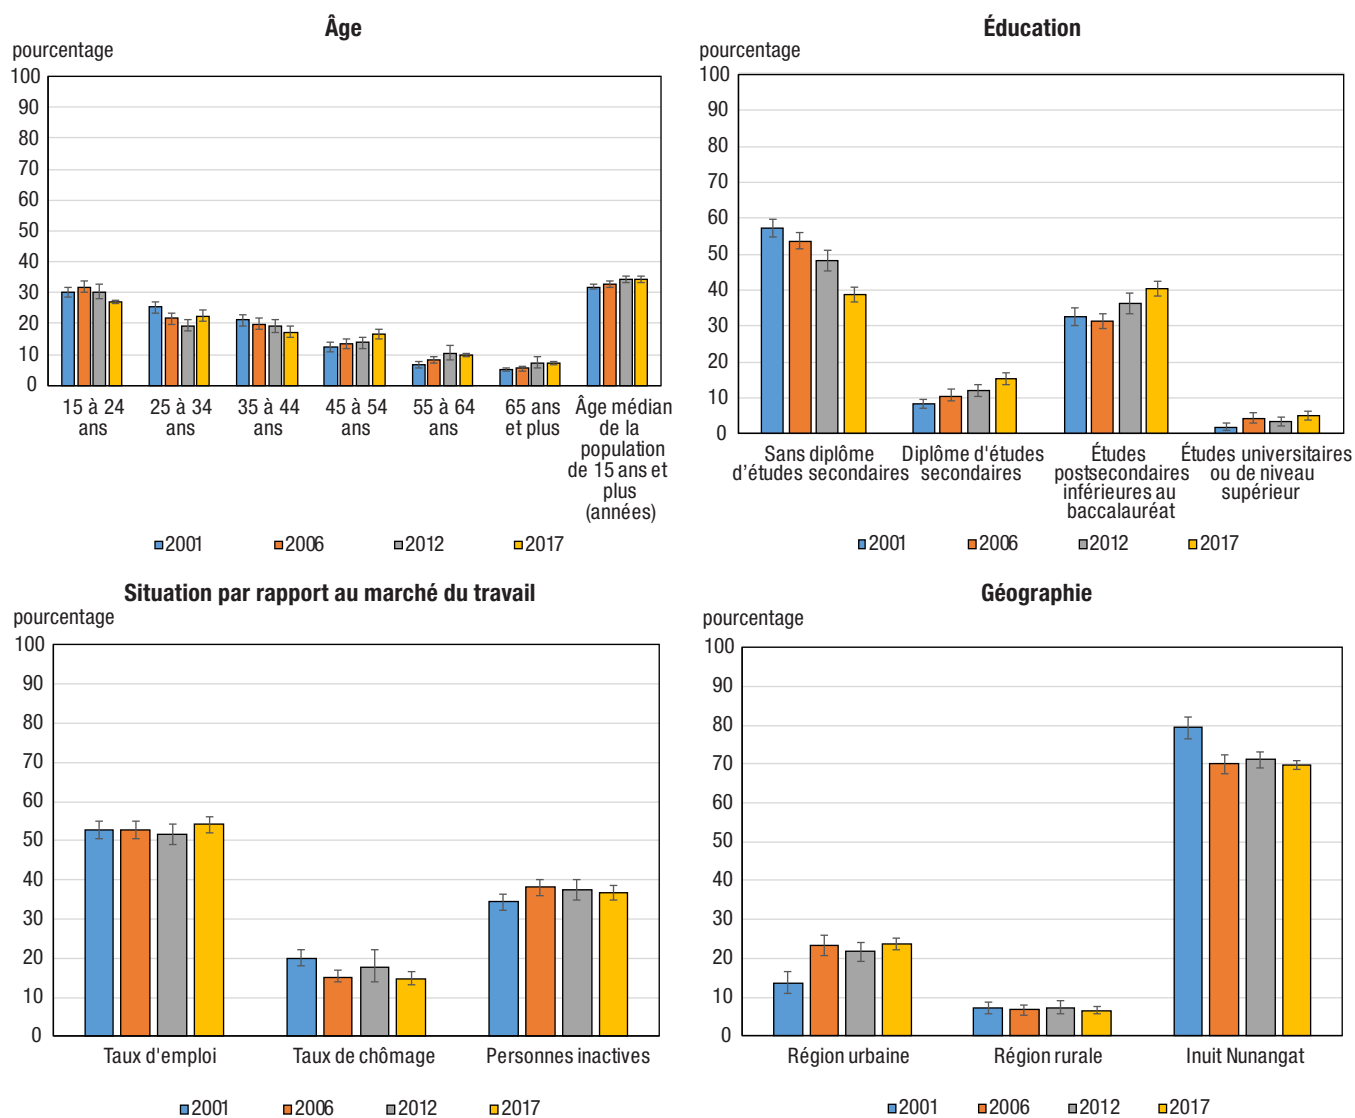 Âge
pourcentage
100
90
80
70
60
50
40
30
20
10
0
15 à 24
ans
25 à 34
ans
35 à 44
ans
45 à 54
ans
55 à 64
ans
65 ans
et plus
Âge médian
de la
population
de 15 ans et
plus
(années)
2001 2006 2012 2017
Éducation
pourcentage
100
90
80
70
60
50
40
30
20
10
0
Sans diplôme
d'études secondaires
Diplôme d'études
secondaires
Études
postsecondaires
inférieures au
baccalauréat
Études universitaires
ou de niveau
supérieur
2001 2006 2012 2017
Situation par rapport au marché du travail
pourcentage
100
90
80
70
60
50
40
30
20
10
0
Taux d'emploi Taux de chômage Personnes inactives
2001 2006 2012 2017
Géographie
pourcentage
100
90
80
70
60
50
40
30
20
10
0
Région urbaine Région rurale Inuit Nunangat
2001 2006 2012 2017